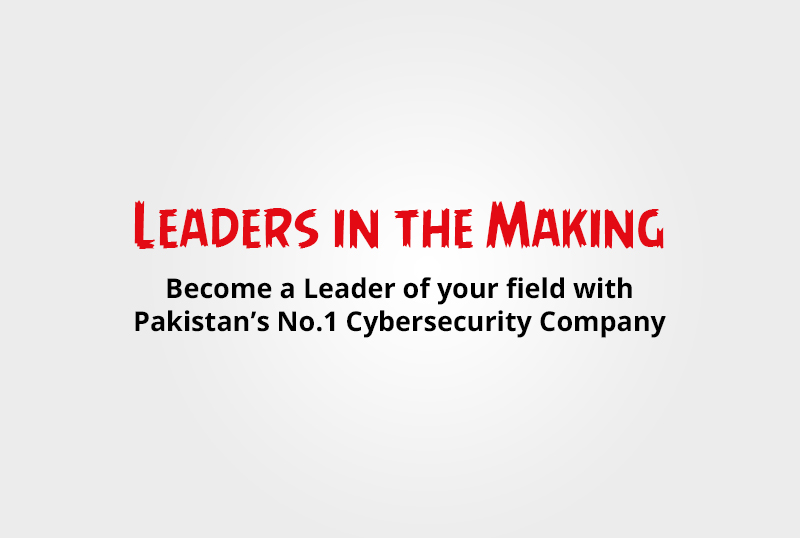 Leaders in the Making
Become a Leader of your field with
Pakistan’s No.1 Cybersecurity Company